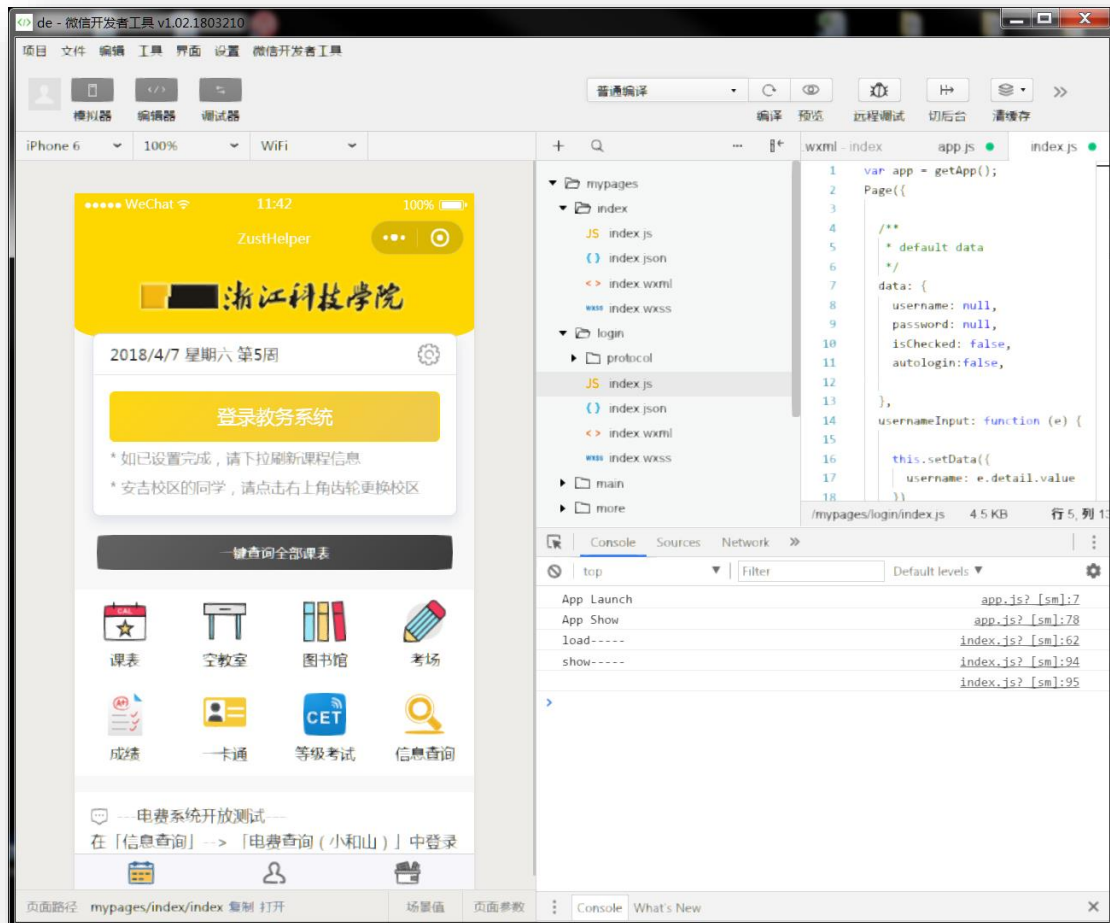 de - 微信开发者工具 v1.02.1803210
项目 文件 编辑 工具 界面 设置 微信开发者工具
普通编译
模拟器 编辑器 调试器 编译 预览 远程调试 切后台 清缓存
iPhone 6 100% WiFi
WeChat 11:42 100%
ZustHelper
浙江科技学院
2018/4/7 星期六 第5周
登录教务系统
* 如已设置完成，请下拉刷新课程信息
* 安吉校区的同学，请点击右上角齿轮更换校区
一键查询全部课表
CAL
课表 空教室 图书馆 考场
A+
CET
成绩 一卡通 等级考试 信息查询
---电费系统开放测试---
在「信息查询」--> 「电费查询（小和山）」中登录
页面路径 mypages/index/index 复制 打开 场景值 页面参数
mypages
index
JS index.js
{} index.json
<> index.wxml
wxss index.wxss
login
protocol
JS index.js
{} index.json
<> index.wxml
wxss index.wxss
main
more
.wxml - index app.js index.js
1 var app = getApp();
2 Page({
3
4 /**
5 * default data
6 */
7 data: {
8 username: null,
9 password: null,
10 isChecked: false,
11 autologin:false,
12
13 },
14 usernameInput: function (e) {
15
16 this.setData({
17 username: e.detail.value
18 })
/mypages/login/index.js 4.5 KB 行 5, 列 13
Console Sources Network
top Filter Default levels
App Launch app.js? [sm]:7
App Show app.js? [sm]:78
load----- index.js? [sm]:62
show----- index.js? [sm]:94
index.js? [sm]:95
Console What's New